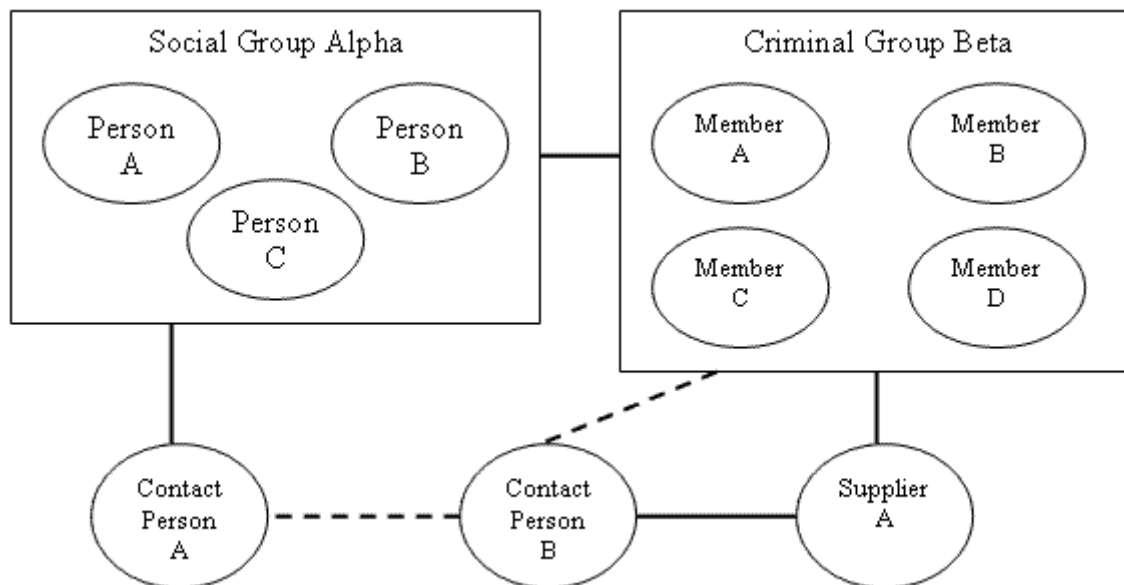 Social Group Alpha
Person
A
Person
B
Person
C
Criminal Group Beta
Member
A
Member
B
Member
C
Member
D
Contact
Person
A
Contact
Person
B
Supplier
A